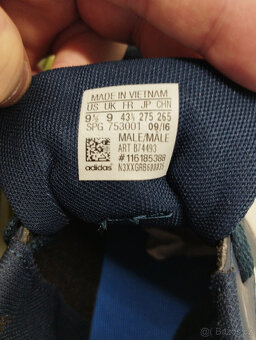 MADE IN VIETNAM
US UK FR JP CHN
9½ 9 43⅓ 275 265
SPG 753001 09/16
MALE/MÂLE
ART B74493
# 116185388
adidas